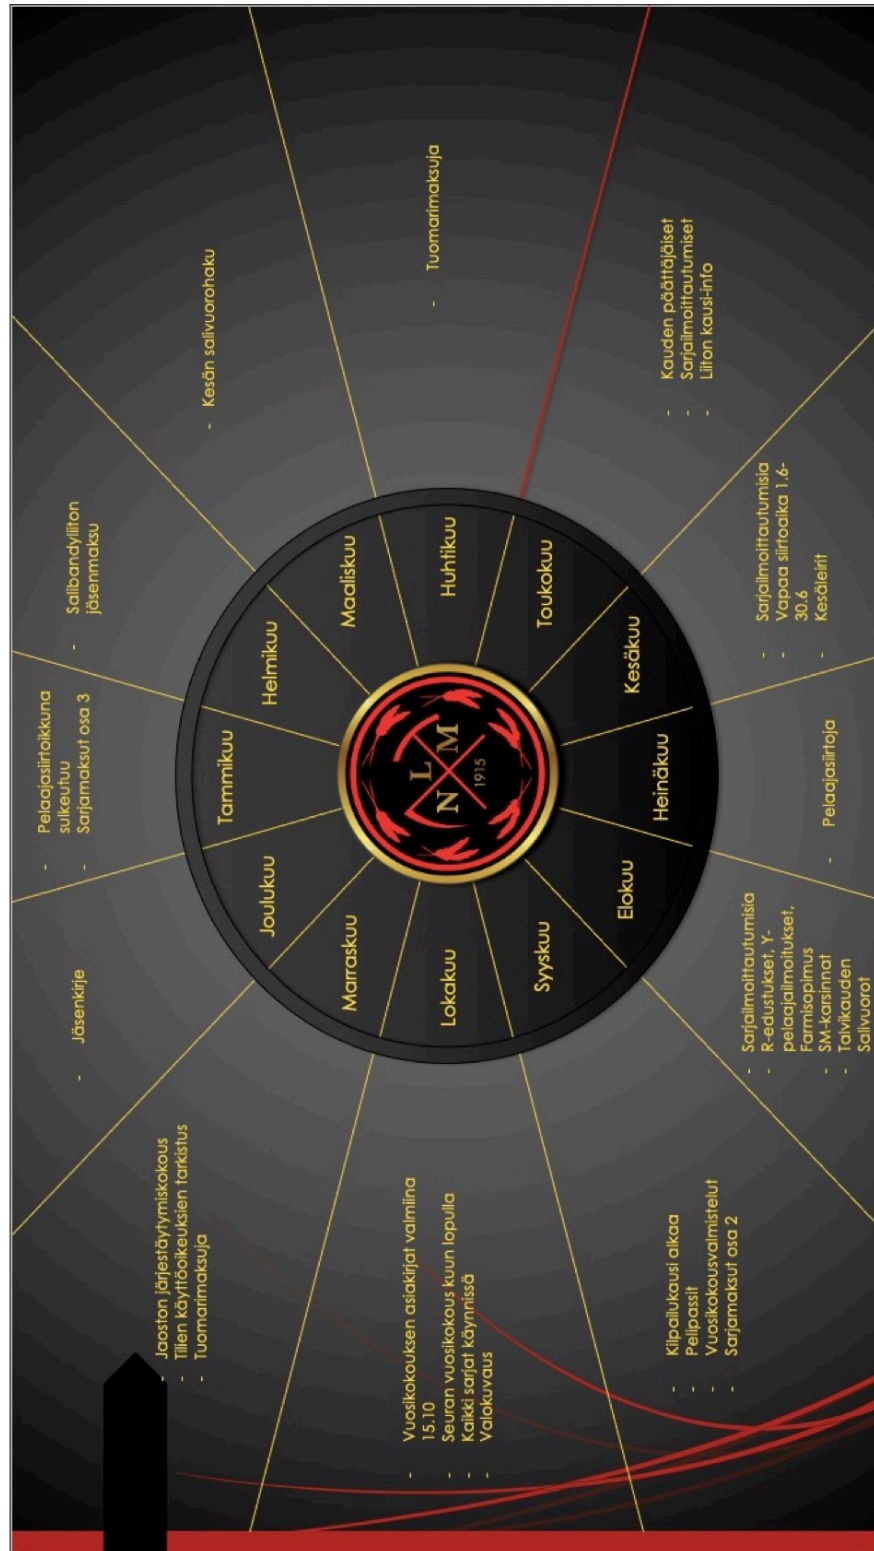 Tammikuu
- Pelaajasiirtoikkuna
sulkeutuu
- Sarjamaksut osa 3
Helmikuu
- Salibandyliiton
jäsenmaksu
Maaliskuu
- Kesän salivuorohaku
Huhtikuu
- Tuomarimaksuja
Toukokuu
- Kauden päättäjäiset
- Sarjailmoittautumiset
- Liiton kausi-info
Kesäkuu
- Sarjailmoittautumisia
- Vapaa siirtoaika 1.6-
30.6
- Kesäleirit
Heinäkuu
- Pelaajasiirtoja
Elokuu
- Sarjailmoittautumisia
- R-edustukset, Y-
pelaajailmoitukset,
Farmisopimus
- SM-karsinnat
- Talvikauden
Salivuorot
Syyskuu
- Kilpailukausi alkaa
- Pelipassit
- Vuosikokousvalmistelut
- Sarjamaksut osa 2
Lokakuu
- Vuosikokouksen asiakirjat valmiina
15.10
- Seuran vuosikokous kuun lopulla
- Kaikki sarjat käynnissä
- Valokuvaus
Marraskuu
- Jaoston järjestäytymiskokous
- Tilien käyttöoikeuksien tarkistus
- Tuomarimaksuja
Joulukuu
- Jäsenkirje
N L M
1915